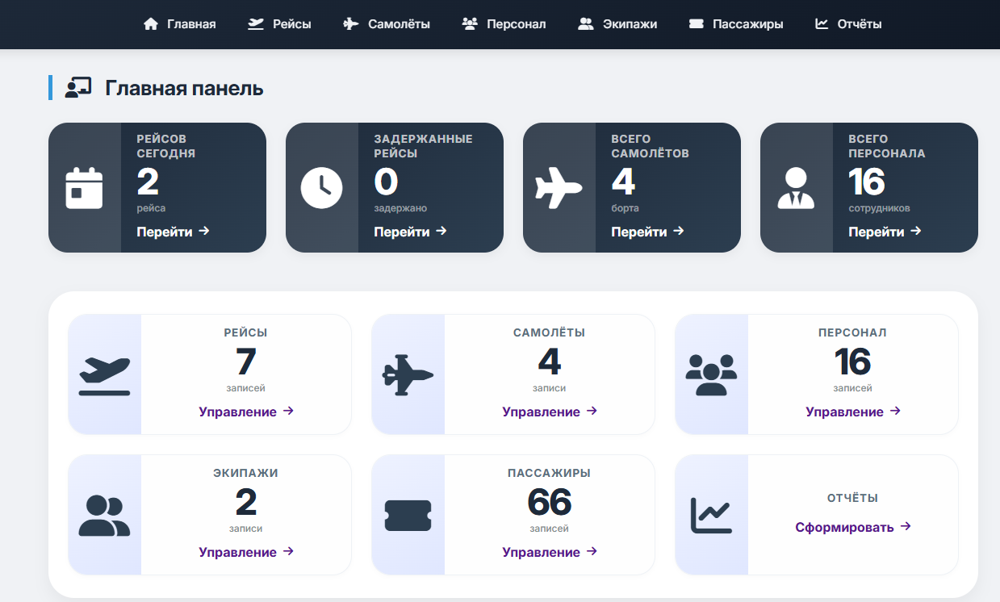 Главная
Рейсы
Самолёты
Персонал
Экипажи
Пассажиры
Отчёты
Главная панель
РЕЙСОВ
СЕГОДНЯ
2
рейса
Перейти →
ЗАДЕРЖАННЫЕ
РЕЙСЫ
0
задержано
Перейти →
ВСЕГО
САМОЛЁТОВ
4
борта
Перейти →
ВСЕГО
ПЕРСОНАЛА
16
сотрудников
Перейти →
РЕЙСЫ
7
записей
Управление →
САМОЛЁТЫ
4
записи
Управление →
ПЕРСОНАЛ
16
записей
Управление →
ЭКИПАЖИ
2
записи
Управление →
ПАССАЖИРЫ
66
записей
Управление →
ОТЧЁТЫ
Сформировать →